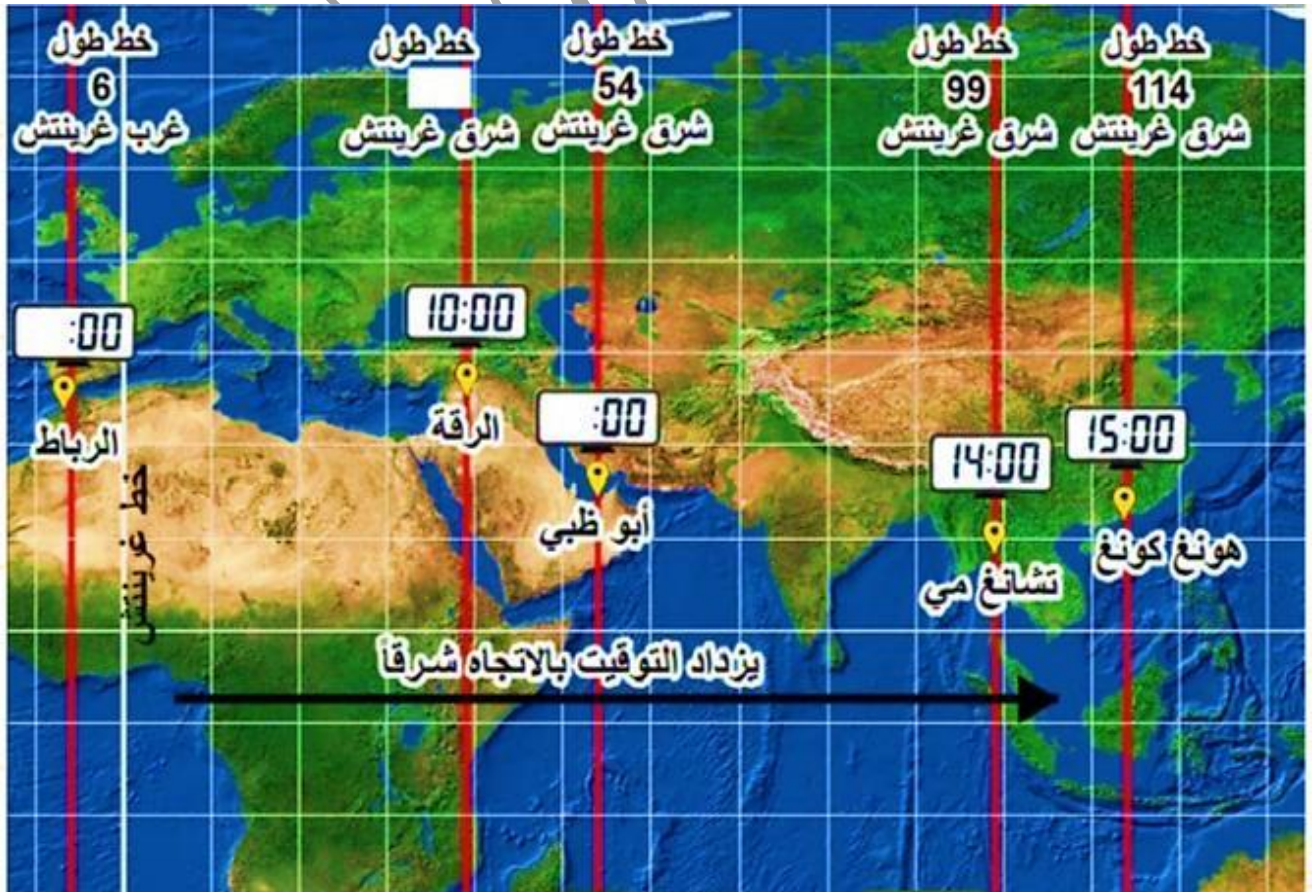 خط طول
6
غرب غرينتش
خط طول
شرق غرينتش
خط طول
54
شرق غرينتش
خط طول
99
شرق غرينتش
خط طول
114
شرق غرينتش
:00
الرباط
خط غرينتش
10:00
الرقة
:00
أبو ظبي
14:00
تشانغ مي
15:00
هونغ كونغ
يزداد التوقيت بالاتجاه شرقاً